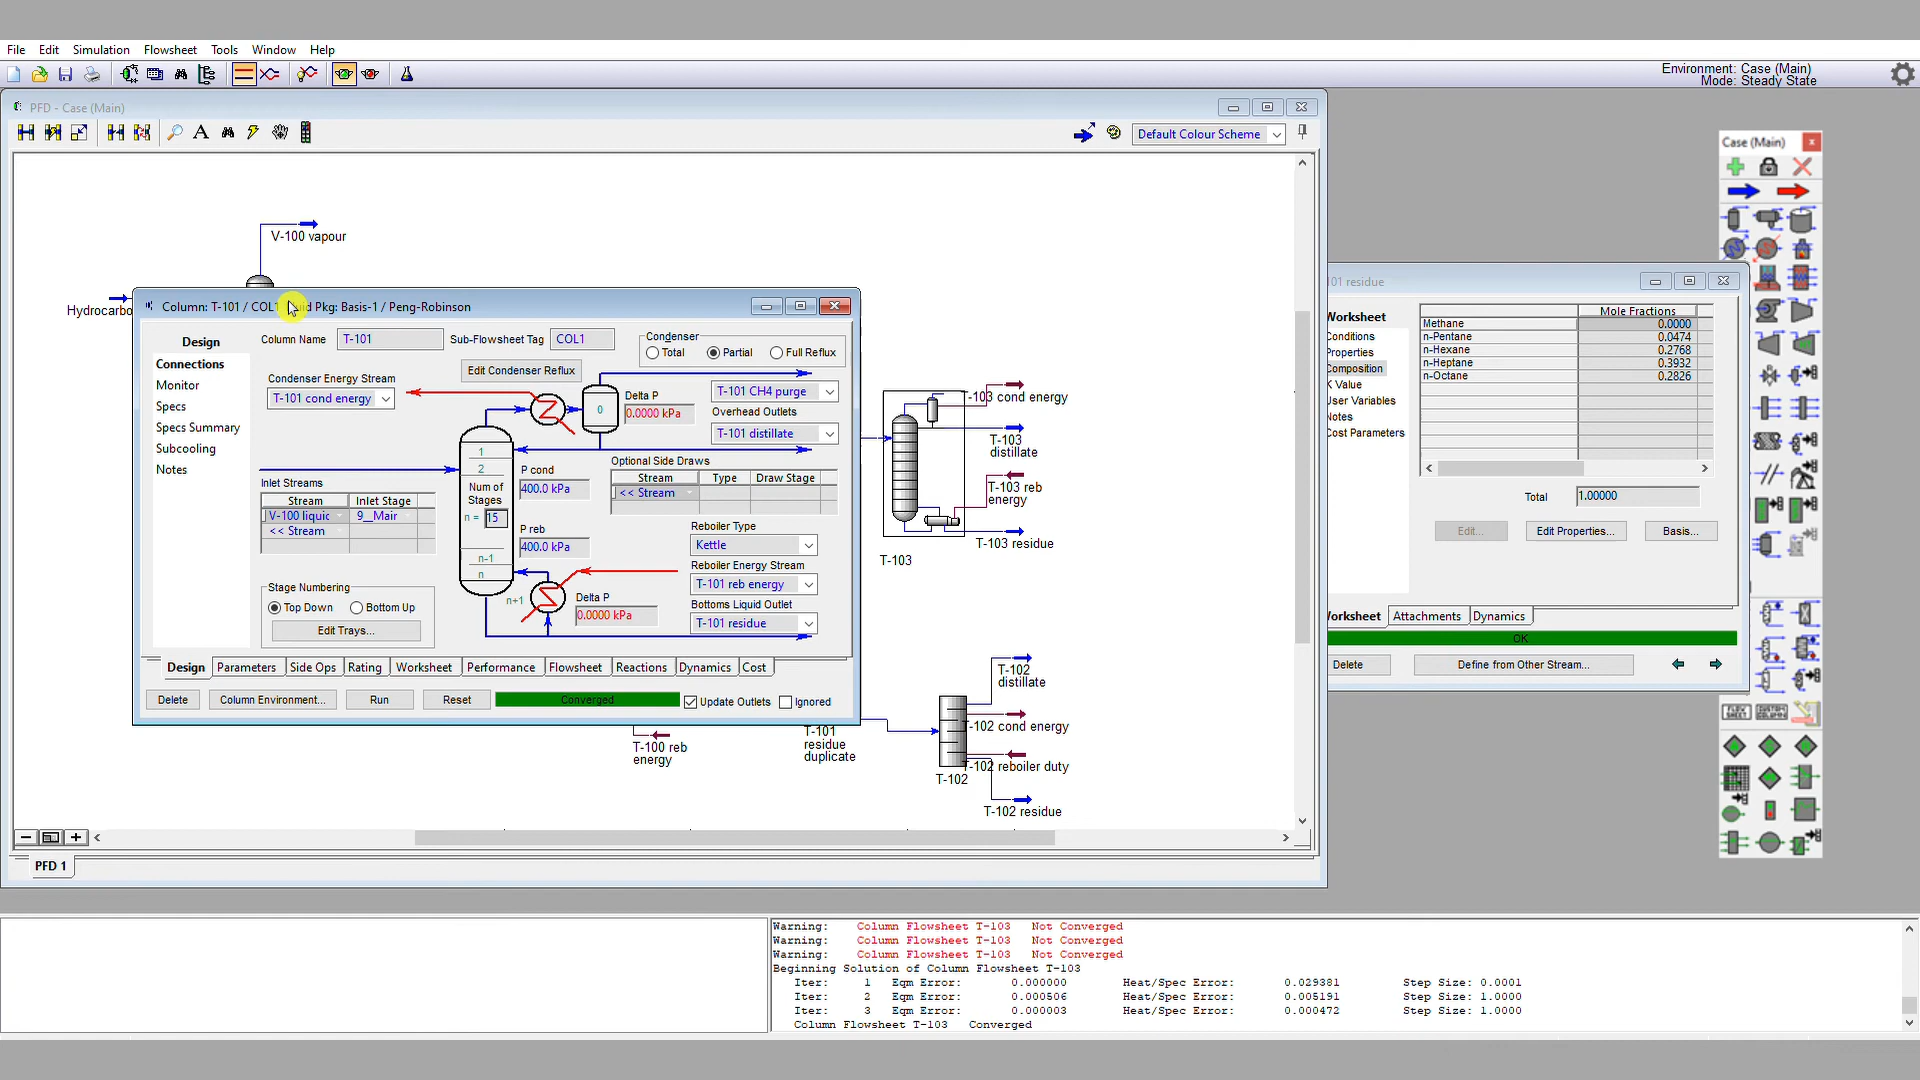 File Edit Simulation Flowsheet Tools Window Help
Environment: Case (Main)
Mode: Steady State
PFD - Case (Main)
Default Colour Scheme
Case (Main)
V-100 vapour
Hydrocarbo
Column: T-101 / COL1 uid Pkg: Basis-1 / Peng-Robinson
Design
Connections
Monitor
Specs
Specs Summary
Subcooling
Notes
Column Name T-101 Sub-Flowsheet Tag COL1
Condenser
Total Partial Full Reflux
Edit Condenser Reflux
Condenser Energy Stream
T-101 cond energy
0
Delta P
0.0000 kPa
T-101 CH4 purge
Overhead Outlets
T-101 distillate
1
2
Num of
Stages
n = 15
n-1
n
n+1
P cond
400.0 kPa
P reb
400.0 kPa
Optional Side Draws
Stream Type Draw Stage
<< Stream
Inlet Streams
Stream Inlet Stage
V-100 liquic 9__Mair
<< Stream
Reboiler Type
Kettle
Reboiler Energy Stream
T-101 reb energy
Bottoms Liquid Outlet
T-101 residue
Delta P
0.0000 kPa
Stage Numbering
Top Down Bottom Up
Edit Trays...
Design Parameters Side Ops Rating Worksheet Performance Flowsheet Reactions Dynamics Cost
Delete Column Environment... Run Reset Converged Update Outlets Ignored
T-103 cond energy
T-103
distillate
T-103 reb
energy
T-103 residue
T-103
T-102
distillate
T-102 cond energy
T-102 reboiler duty
T-102
T-102 residue
T-100 reb
energy
T-101
residue
duplicate
PFD 1
101 residue
Worksheet
Conditions
Properties
Composition
K Value
User Variables
Notes
Cost Parameters
Mole Fractions
Methane 0.0000
n-Pentane 0.0474
n-Hexane 0.2768
n-Heptane 0.3932
n-Octane 0.2826
Total 1.00000
Edit... Edit Properties... Basis...
Worksheet Attachments Dynamics
OK
Delete Define from Other Stream...
Warning: Column Flowsheet T-103 Not Converged
Warning: Column Flowsheet T-103 Not Converged
Warning: Column Flowsheet T-103 Not Converged
Beginning Solution of Column Flowsheet T-103
Iter: 1 Eqm Error: 0.000000 Heat/Spec Error: 0.029381 Step Size: 0.0001
Iter: 2 Eqm Error: 0.000506 Heat/Spec Error: 0.005191 Step Size: 1.0000
Iter: 3 Eqm Error: 0.000003 Heat/Spec Error: 0.000472 Step Size: 1.0000
Column Flowsheet T-103 Converged